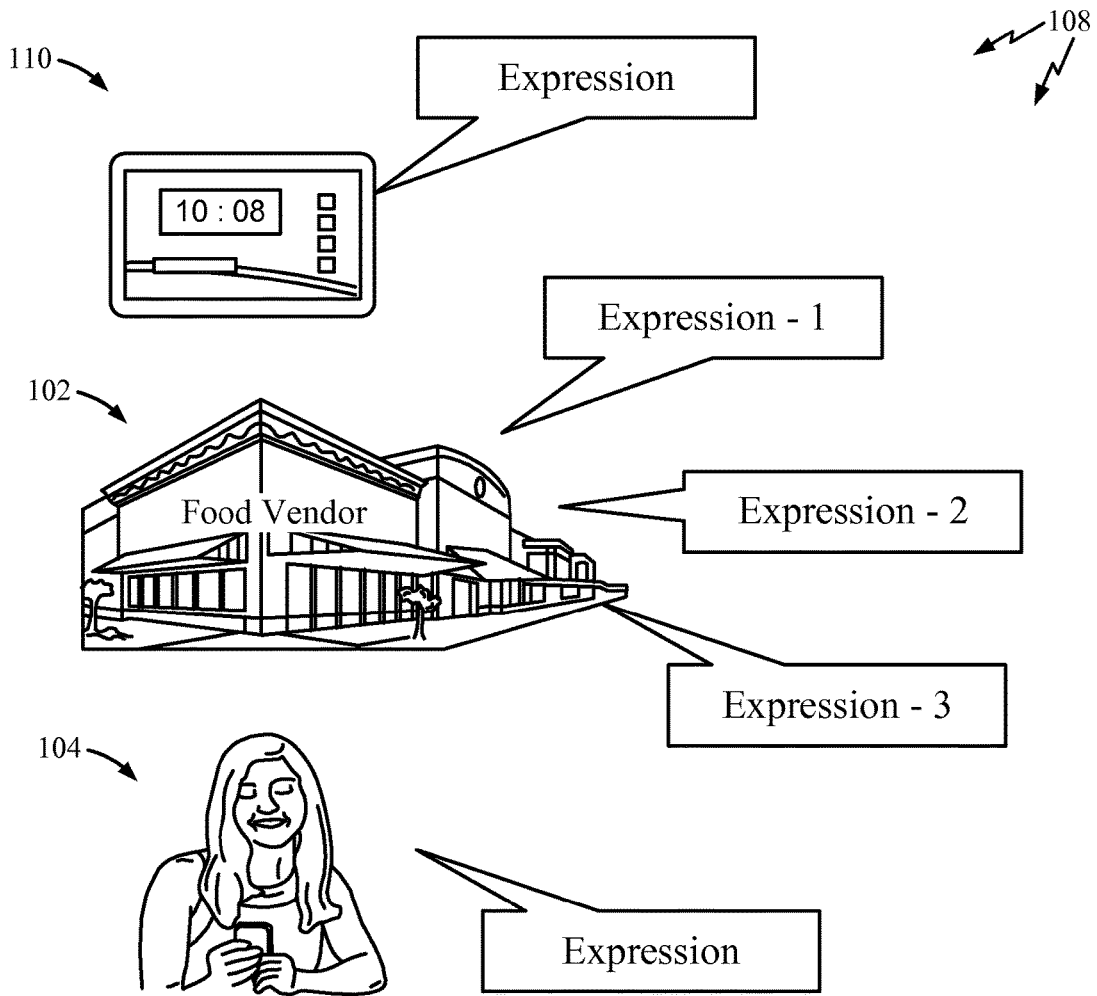 108
110
Expression
10 : 08
Expression - 1
102
Food Vendor
Expression - 2
Expression - 3
104
Expression